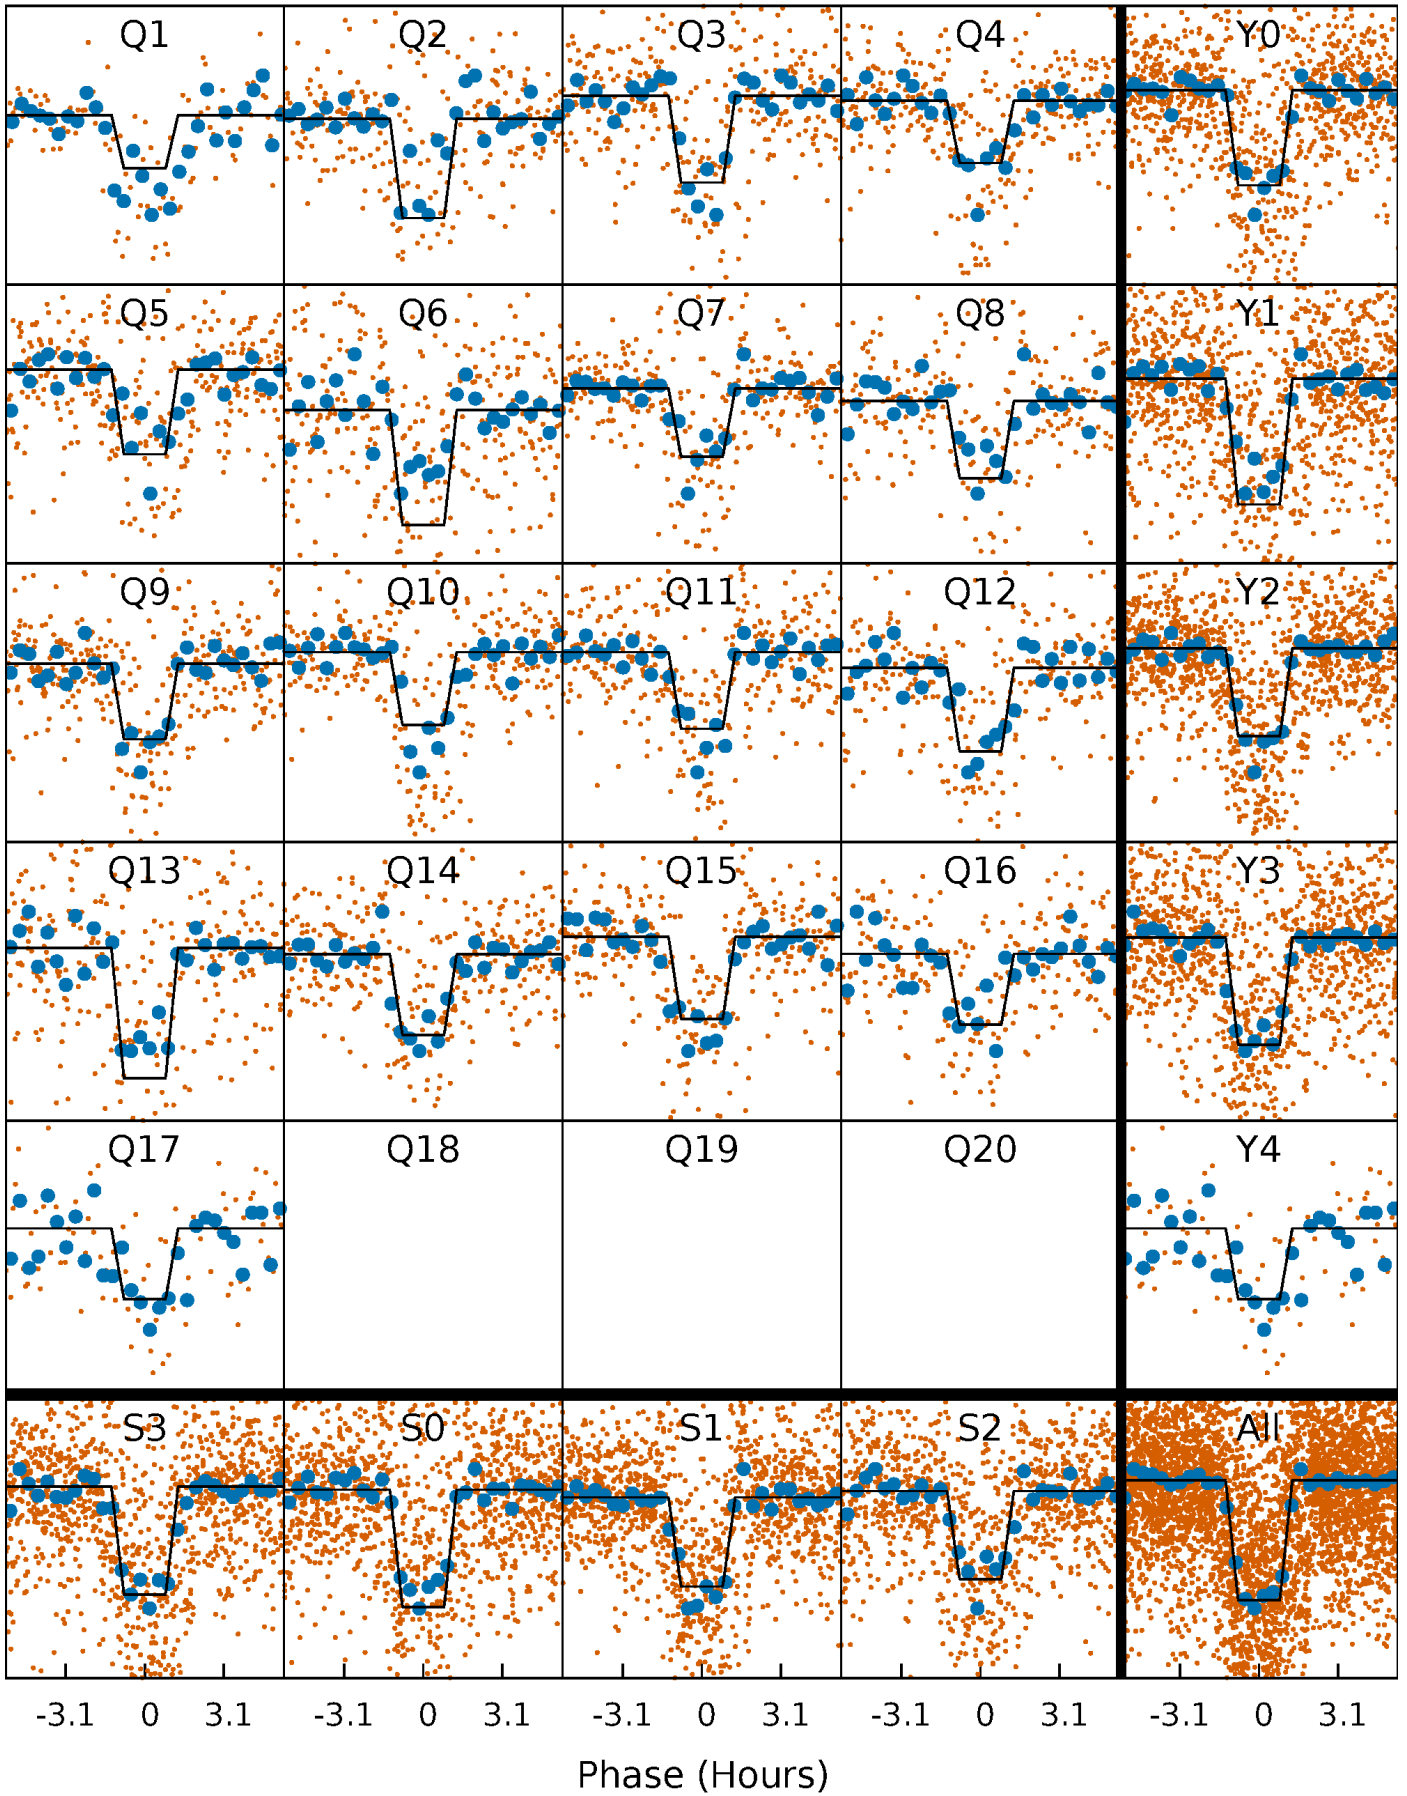 Q1 Q2 Q3 Q4 Y0
Q5 Q6 Q7 Q8 Y1
Q9 Q10 Q11 Q12 Y2
Q13 Q14 Q15 Q16 Y3
Q17 Q18 Q19 Q20 Y4
S3 S0 S1 S2 All
-3.1 0 3.1 -3.1 0 3.1 -3.1 0 3.1 -3.1 0 3.1 -3.1 0 3.1
Phase (Hours)